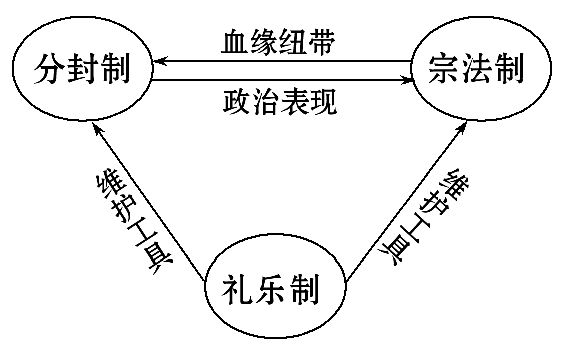 血缘纽带
分封制
宗法制
政治表现
维护工具
维护工具
礼乐制